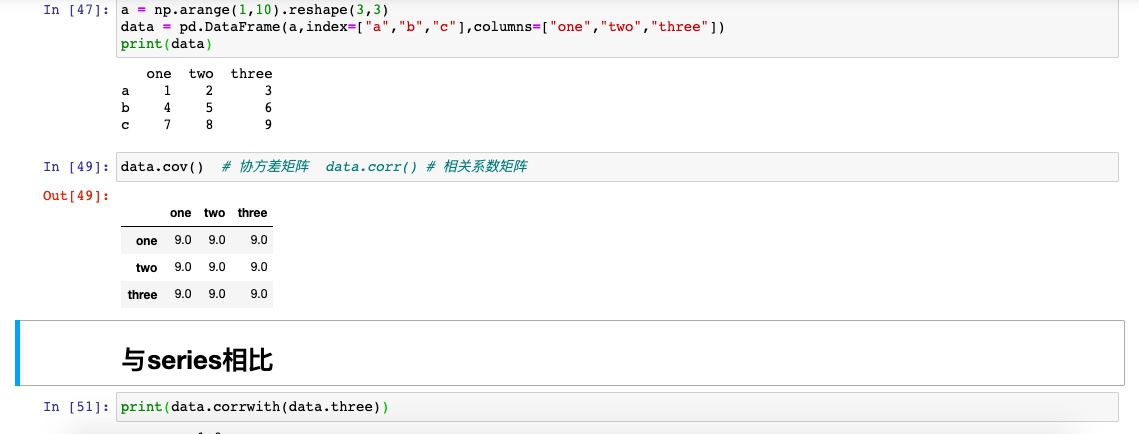 In [47]: a = np.arange(1,10).reshape(3,3)
data = pd.DataFrame(a,index=["a","b","c"],columns=["one","two","three"])
print(data)
one two three
a 1 2 3
b 4 5 6
c 7 8 9
In [49]: data.cov() # 协方差矩阵 data.corr() # 相关系数矩阵
Out[49]:
one two three
one 9.0 9.0 9.0
two 9.0 9.0 9.0
three 9.0 9.0 9.0
与series相比
In [51]: print(data.corrwith(data.three))